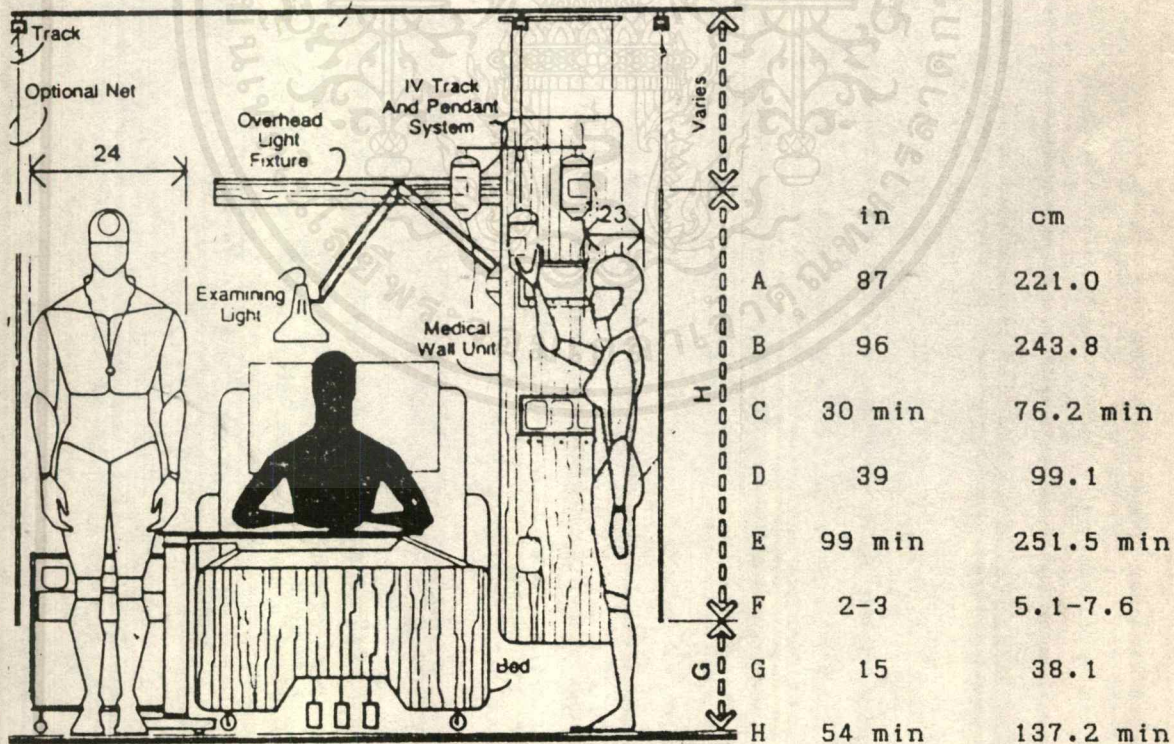 Track
Optional Net
24
Overhead
Light
Fixture
IV Track
And Pendant
System
23
Examining
Light
Medical
Wall Unit
Bed
Varies
H
G
in cm
A 87 221.0
B 96 243.8
C 30 min 76.2 min
D 39 99.1
E 99 min 251.5 min
F 2-3 5.1-7.6
G 15 38.1
H 54 min 137.2 min